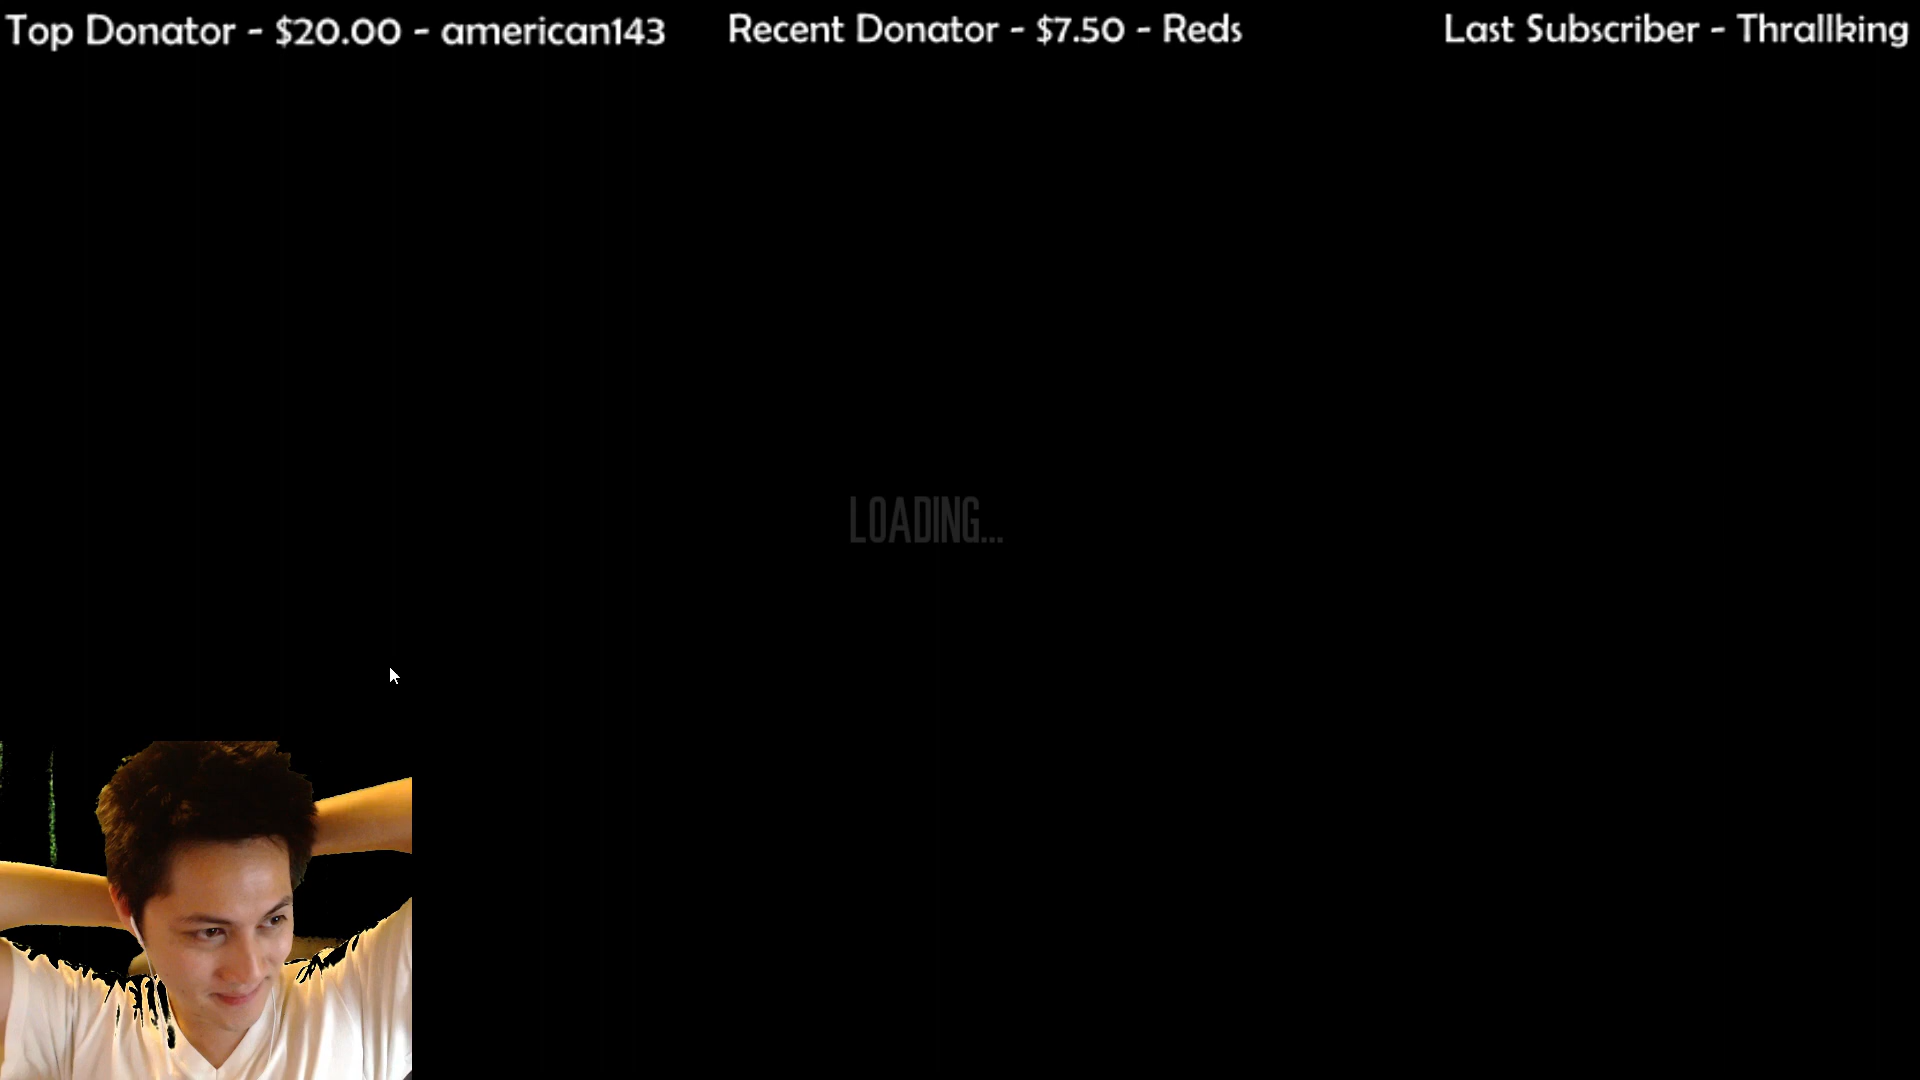 Top Donator - $20.00 - american143
Recent Donator - $7.50 - Reds
Last Subscriber - Thrallking
LOADING...